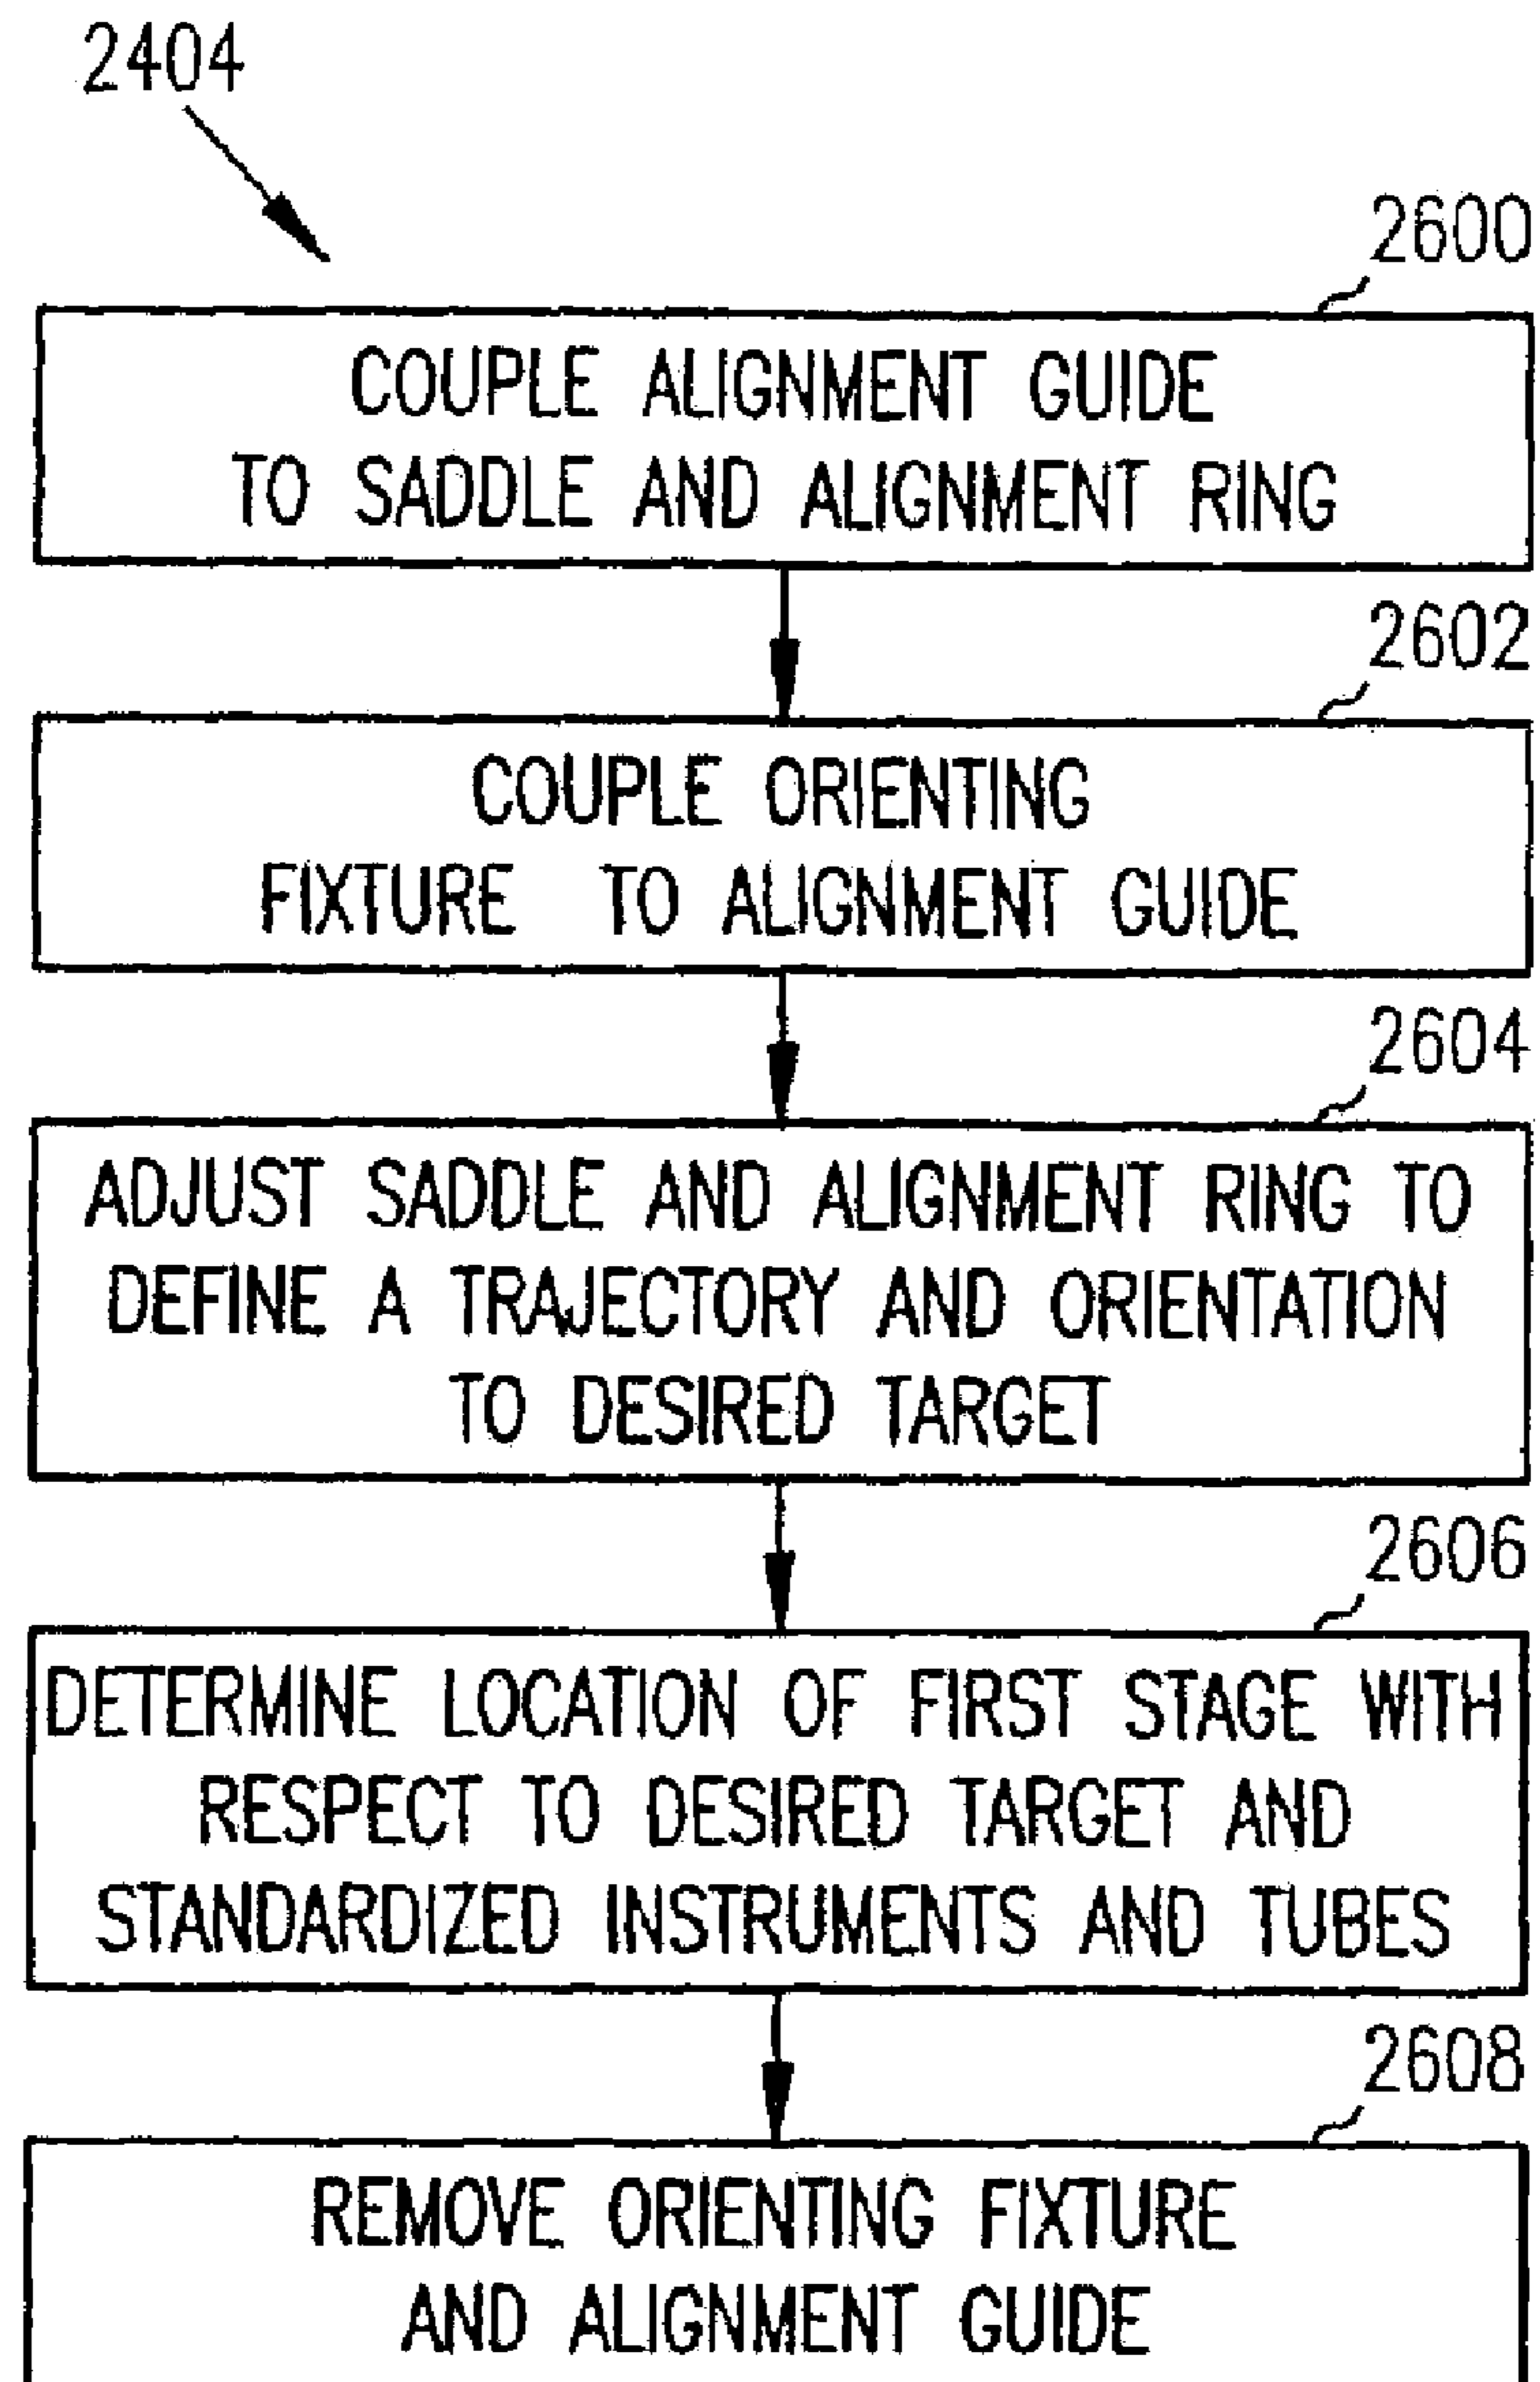 2404
2600
COUPLE ALIGNMENT GUIDE
TO SADDLE AND ALIGNMENT RING
2602
COUPLE ORIENTING
FIXTURE TO ALIGNMENT GUIDE
2604
ADJUST SADDLE AND ALIGNMENT RING TO
DEFINE A TRAJECTORY AND ORIENTATION
TO DESIRED TARGET
2606
DETERMINE LOCATION OF FIRST STAGE WITH
RESPECT TO DESIRED TARGET AND
STANDARDIZED INSTRUMENTS AND TUBES
2608
REMOVE ORIENTING FIXTURE
AND ALIGNMENT GUIDE